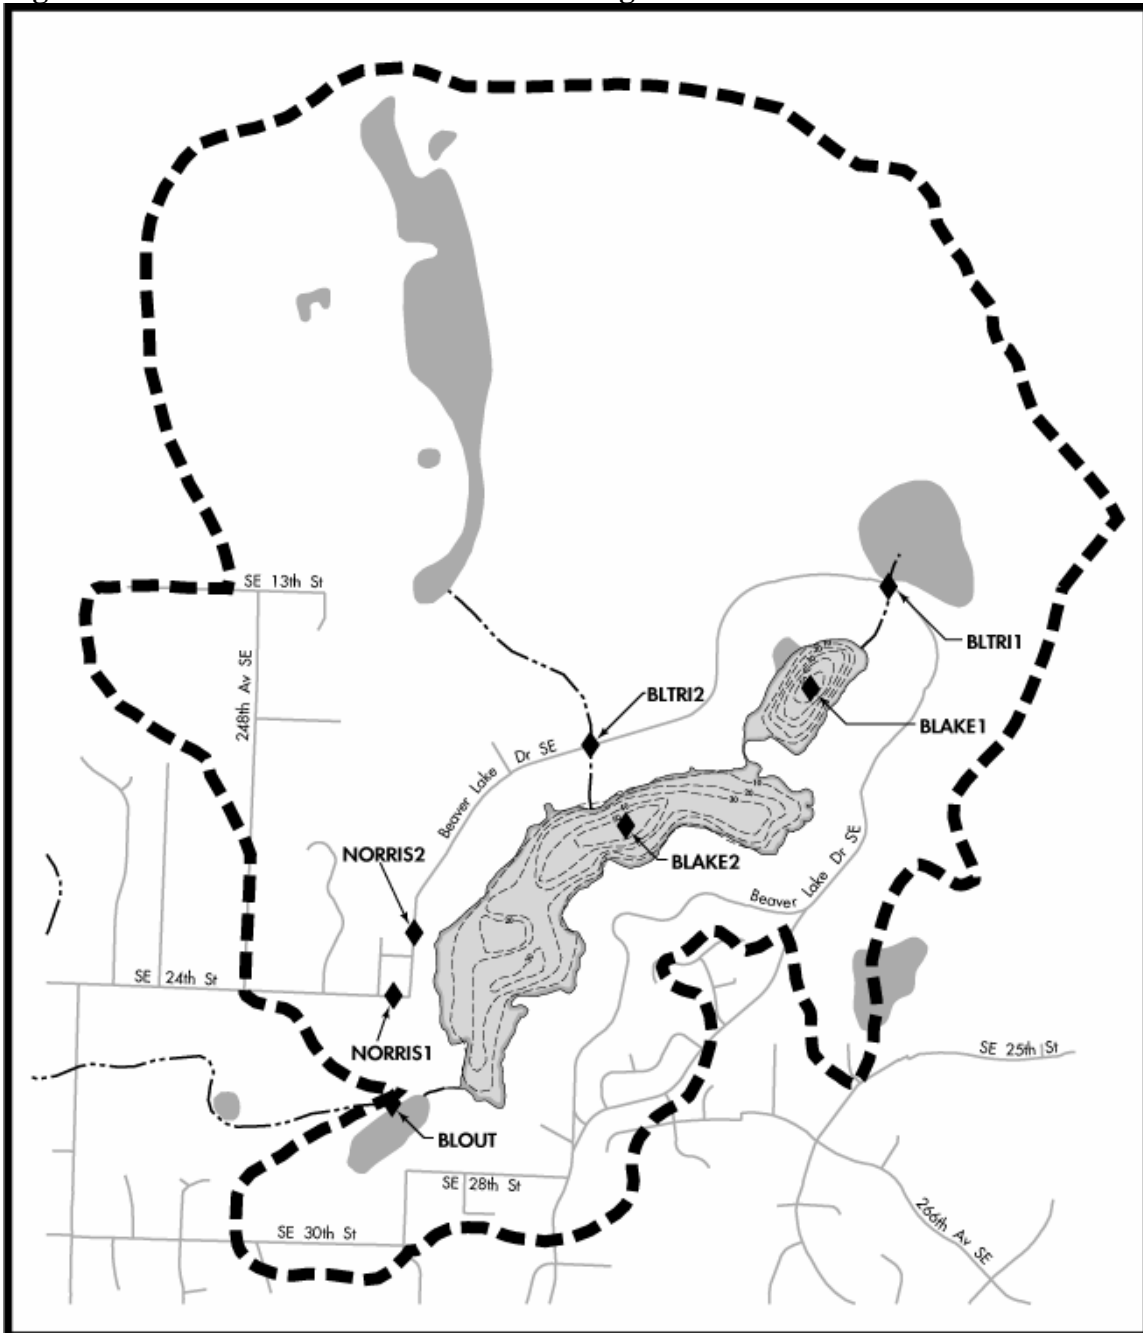 SE 13th St
248th Av SE
BLTRI1
BLTRI2
BLAKE1
Beaver Lake Dr SE
NORRIS2
BLAKE2
Beaver Lake Dr SE
SE 24th St
NORRIS1
SE 25th St
BLOUT
SE 28th St
266th Av SE
SE 30th St